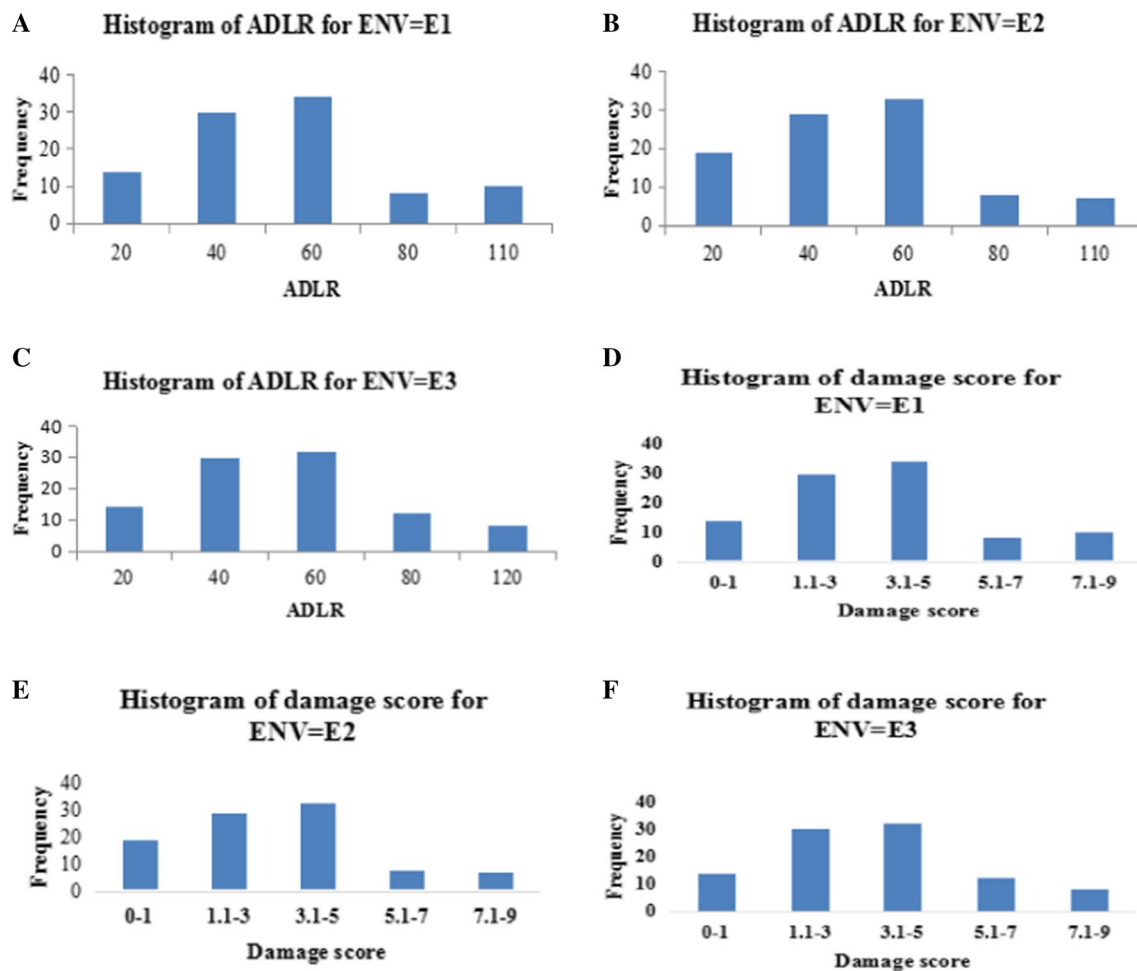 A
Histogram of ADLR for ENV=E1
40
30
20
10
0
Frequency
20 40 60 80 110
ADLR
B
Histogram of ADLR for ENV=E2
40
30
20
10
0
Frequency
20 40 60 80 110
ADLR
C
Histogram of ADLR for ENV=E3
40
30
20
10
0
Frequency
20 40 60 80 120
ADLR
D
Histogram of damage score for
ENV=E1
40
30
20
10
0
Frequency
0-1 1.1-3 3.1-5 5.1-7 7.1-9
Damage score
E
Histogram of damage score for
ENV=E2
40
30
20
10
0
Frequency
0-1 1.1-3 3.1-5 5.1-7 7.1-9
Damage score
F
Histogram of damage score for
ENV=E3
40
30
20
10
0
Frequency
0-1 1.1-3 3.1-5 5.1-7 7.1-9
Damage score